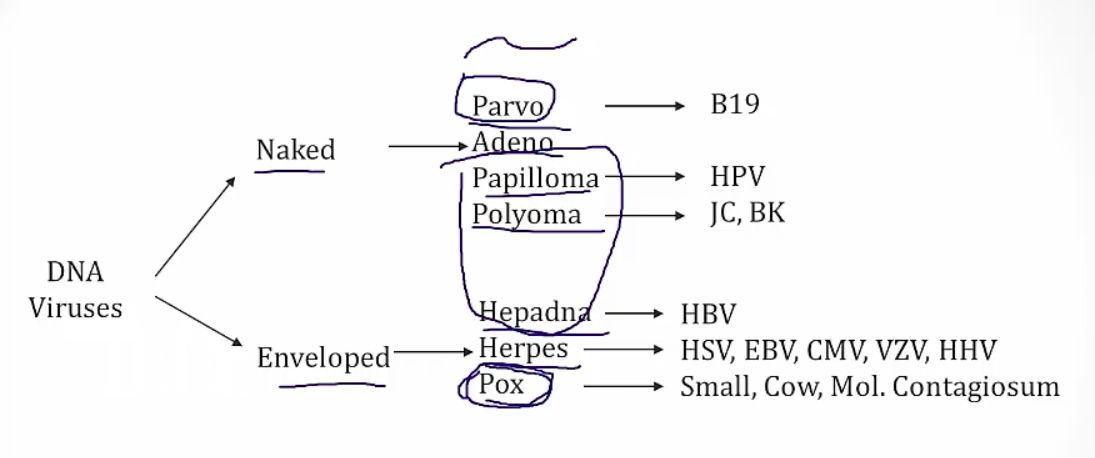 Parvo
B19
Adeno
Naked
Papilloma
HPV
Polyoma
JC, BK
DNA
Viruses
Hepadna
HBV
Herpes
HSV, EBV, CMV, VZV, HHV
Enveloped
Pox
Small, Cow, Mol. Contagiosum